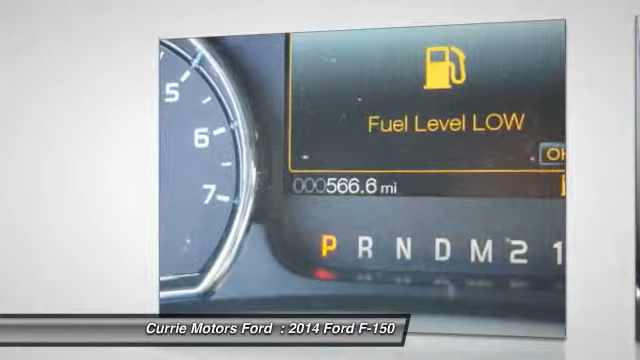 5
6
7
Fuel Level LOW
000566.6 mi
P R N D M 2 1
Currie Motors Ford : 2014 Ford F-150